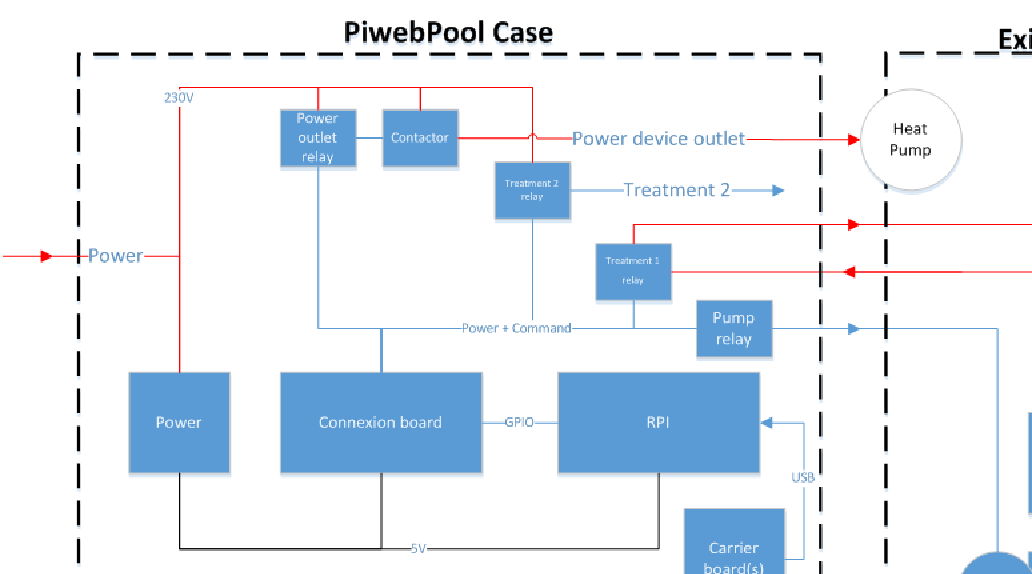 PiwebPool Case
Exi
230V
Power
outlet
relay
Contactor
Power device outlet
Heat
Pump
Treatment 2
relay
Treatment 2
Power
Treatment 1
relay
Power + Command
Pump
relay
Power
Connexion board
GPIO
RPI
USB
5V
Carrier
board(s)